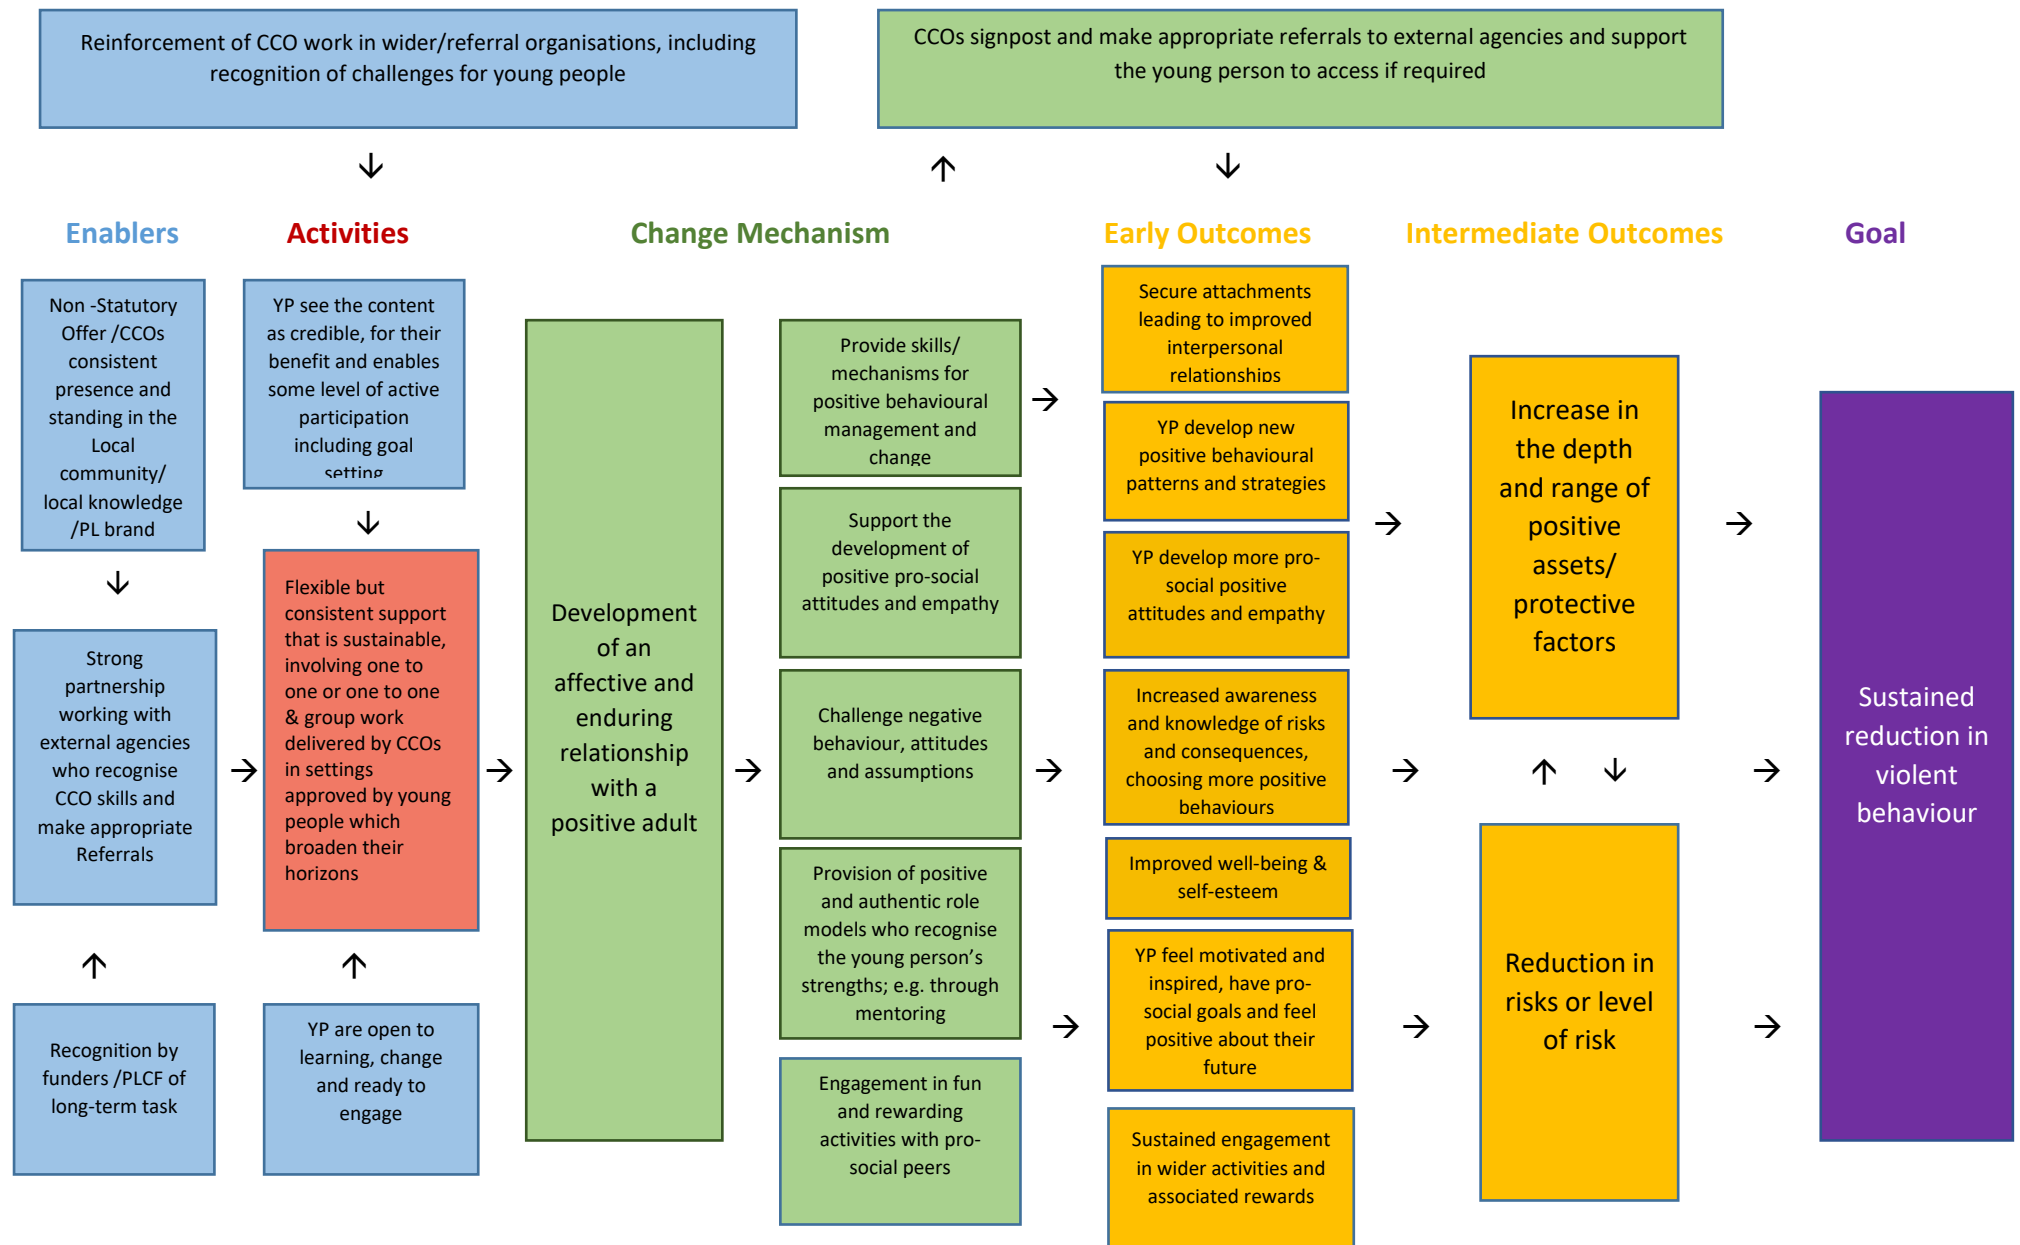 Reinforcement of CCO work in wider/referral organisations, including
recognition of challenges for young people
CCOs signpost and make appropriate referrals to external agencies and support
the young person to access if required
↓
↑
↓
Enablers
Activities
Change Mechanism
Early Outcomes
Intermediate Outcomes
Goal
Non -Statutory
Offer /CCOs
consistent
presence and
standing in the
Local
community/
local knowledge
/PL brand
↓
Strong
partnership
working with
external agencies
who recognise
CCO skills and
make appropriate
Referrals
↑
Recognition by
funders /PLCF of
long-term task
→
YP see the content
as credible, for their
benefit and enables
some level of active
participation
including goal
setting
↓
Flexible but
consistent support
that is sustainable,
involving one to
one or one to one
& group work
delivered by CCOs
in settings
approved by young
people which
broaden their
horizons
↑
YP are open to
learning, change
and ready to
engage
→
Development
of an
affective and
enduring
relationship
with a
positive adult
→
Provide skills/
mechanisms for
positive behavioural
management and
change
Support the
development of
positive pro-social
attitudes and empathy
Challenge negative
behaviour, attitudes
and assumptions
Provision of positive
and authentic role
models who recognise
the young person’s
strengths; e.g. through
mentoring
Engagement in fun
and rewarding
activities with pro-
social peers
→
→
→
Secure attachments
leading to improved
interpersonal
relationships
YP develop new
positive behavioural
patterns and strategies
YP develop more pro-
social positive
attitudes and empathy
Increased awareness
and knowledge of risks
and consequences,
choosing more positive
behaviours
Improved well-being &
self-esteem
YP feel motivated and
inspired, have pro-
social goals and feel
positive about their
future
Sustained engagement
in wider activities and
associated rewards
→
→
→
Increase in
the depth
and range of
positive
assets/
protective
factors
↑ ↓
Reduction in
risks or level
of risk
→
→
→
Sustained
reduction in
violent
behaviour